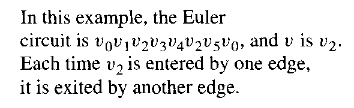 In this example, the Euler
circuit is v₀v₁v₂v₃v₄v₂v₅v₀, and v is v₂.
Each time v₂ is entered by one edge,
it is exited by another edge.